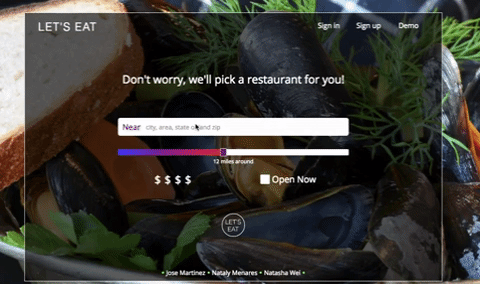 LET'S EAT
Sign in Sign up Demo
Don't worry, we'll pick a restaurant for you!
Near city, area, state or and zip
12 miles around
$ $ $ $ Open Now
LET'S
EAT
• Jose Martinez • Nataly Menares • Natasha Wei •